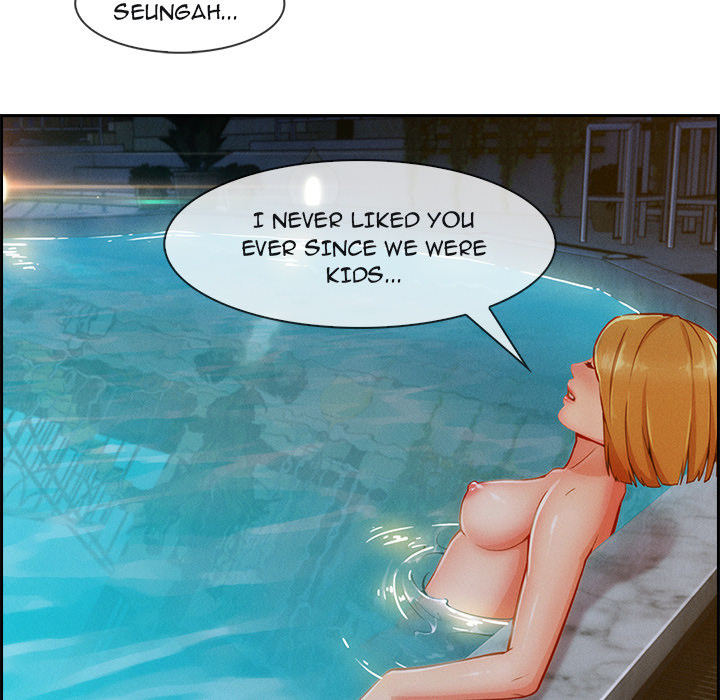 SEUNGAH...
I NEVER LIKED YOU
EVER SINCE WE WERE
KIDS...